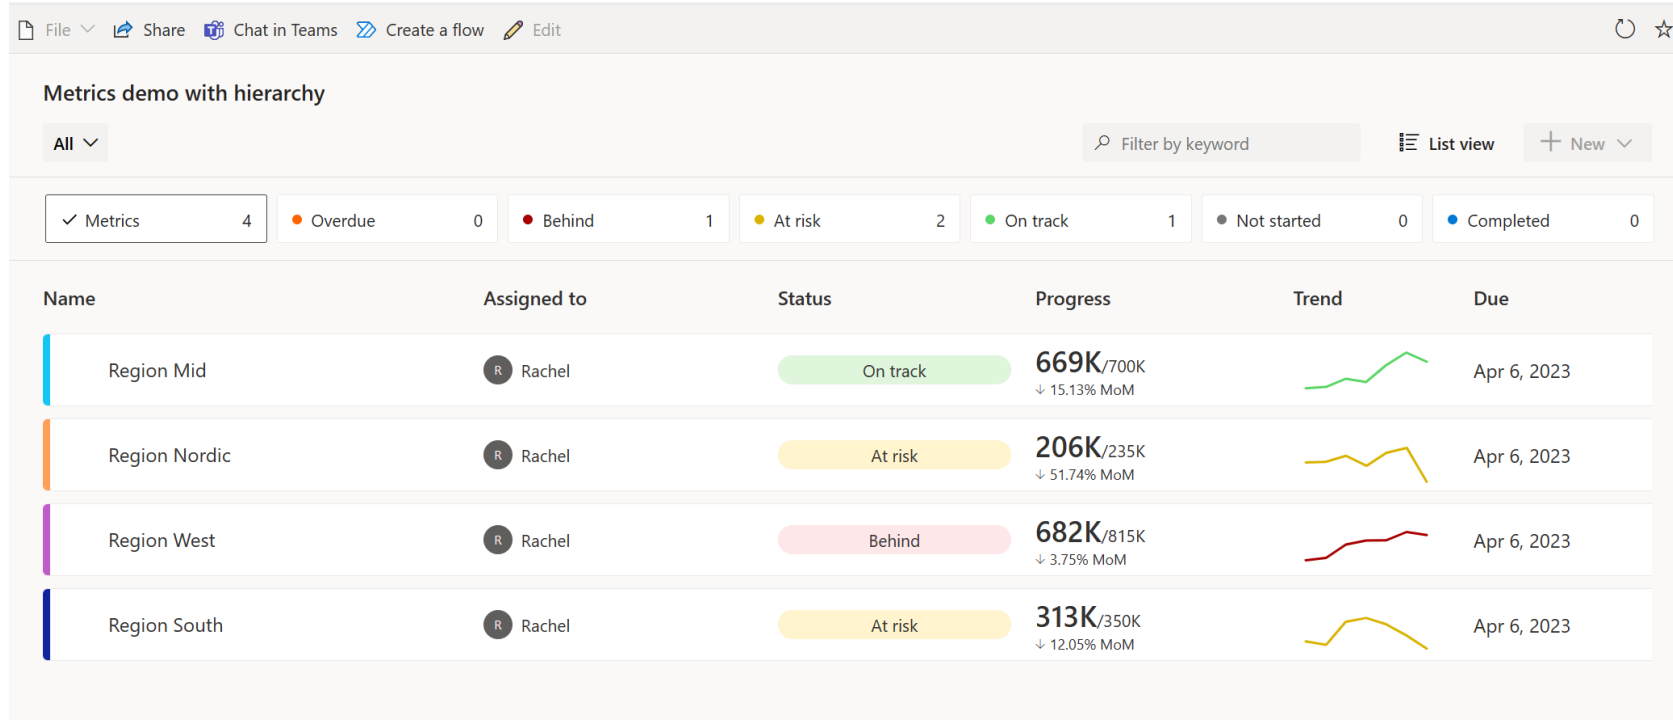 File Share Chat in Teams Create a flow Edit
Metrics demo with hierarchy
All Filter by keyword List view New
Metrics 4 Overdue 0 Behind 1 At risk 2 On track 1 Not started 0 Completed 0
Name Assigned to Status Progress Trend Due
Region Mid R Rachel On track 669K/700K Apr 6, 2023
↓ 15.13% MoM
Region Nordic R Rachel At risk 206K/235K Apr 6, 2023
↓ 51.74% MoM
Region West R Rachel Behind 682K/815K Apr 6, 2023
↓ 3.75% MoM
Region South R Rachel At risk 313K/350K Apr 6, 2023
↓ 12.05% MoM